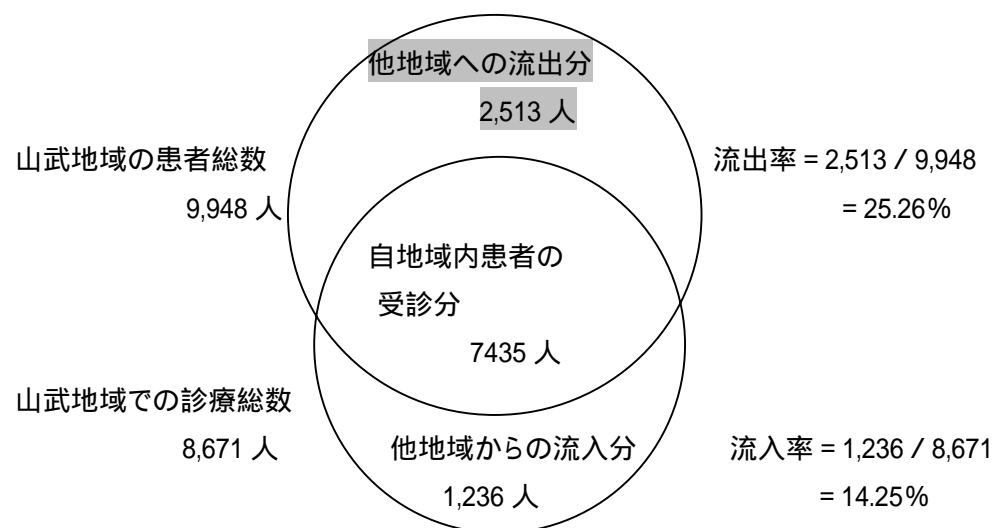 他地域への流出分
2,513 人
山武地域の患者総数
9,948 人
流出率 = 2,513 / 9,948
= 25.26%
自地域内患者の
受診分
7435 人
山武地域での診療総数
8,671 人
他地域からの流入分
1,236 人
流入率 = 1,236 / 8,671
= 14.25%